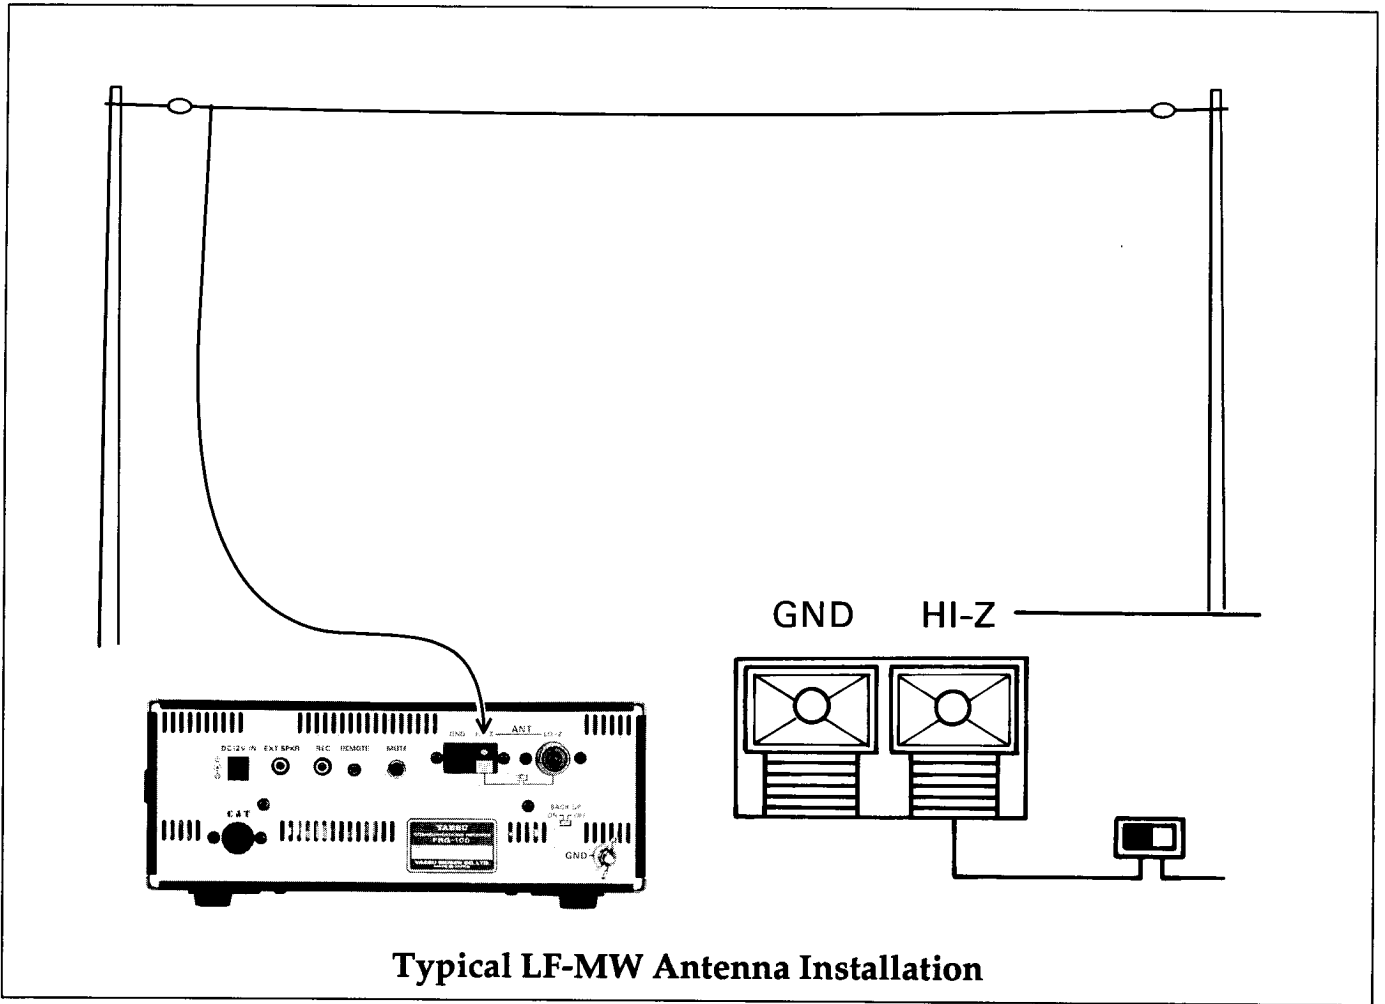 GND HI-Z
ANT
GND LO-Z
DC12V IN EXT SPKR REC REMOTE MUTE
CAT
BACK UP
ON OFF
YAESU
FRG-100
GND
Typical LF-MW Antenna Installation